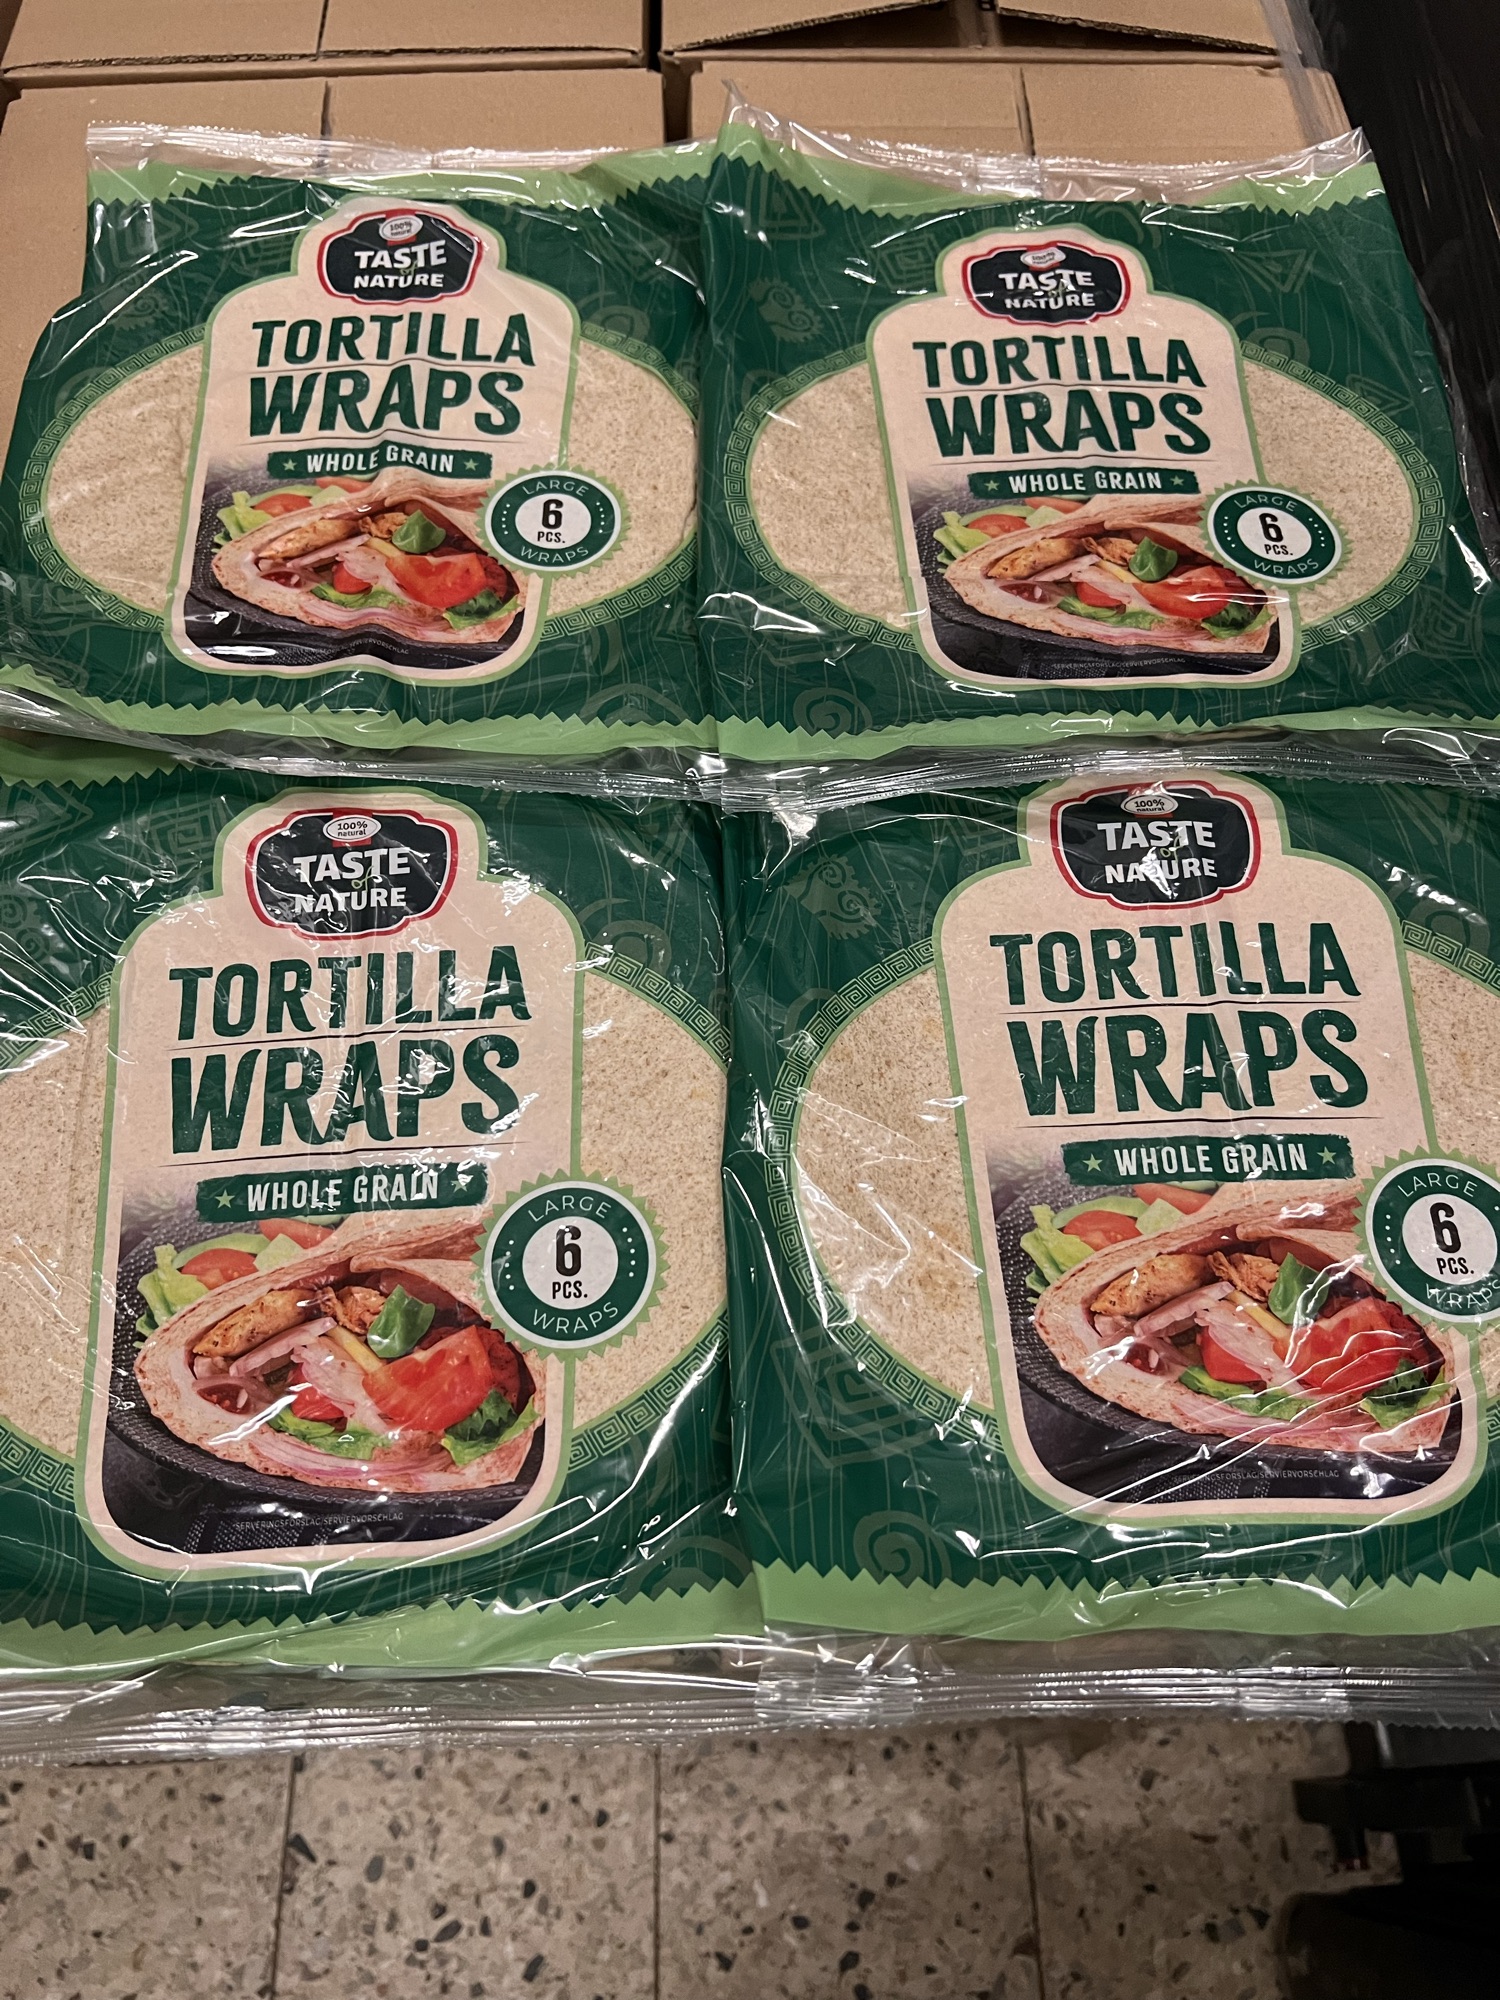 100%
natural
TASTE
of
NATURE
TORTILLA
WRAPS
WHOLE GRAIN
LARGE
6
PCS.
WRAPS
SERVERINGSFORSLAG/SERVIERVORSCHLAG
100%
natural
TASTE
of
NATURE
TORTILLA
WRAPS
WHOLE GRAIN
LARGE
6
PCS.
WRAPS
SERVERINGSFORSLAG/SERVIERVORSCHLAG
100%
natural
TASTE
of
NATURE
TORTILLA
WRAPS
WHOLE GRAIN
LARGE
6
PCS.
WRAPS
SERVERINGSFORSLAG/SERVIERVORSCHLAG
100%
natural
TASTE
of
NATURE
TORTILLA
WRAPS
WHOLE GRAIN
LARGE
6
PCS.
WRAPS
SERVERINGSFORSLAG/SERVIERVORSCHLAG